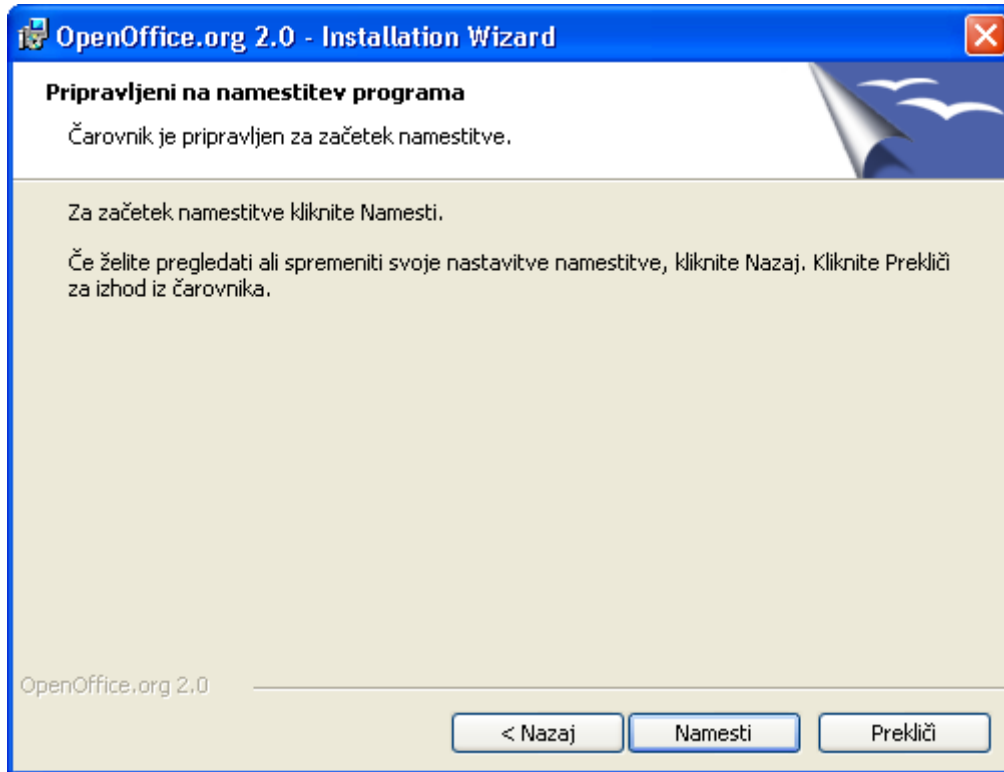 OpenOffice.org 2.0 - Installation Wizard
Pripravljeni na namestitev programa
Čarovnik je pripravljen za začetek namestitve.
Za začetek namestitve kliknite Namesti.
Če želite pregledati ali spremeniti svoje nastavitve namestitve, kliknite Nazaj. Kliknite Prekliči
za izhod iz čarovnika.
OpenOffice.org 2.0
< Nazaj
Namesti
Prekliči